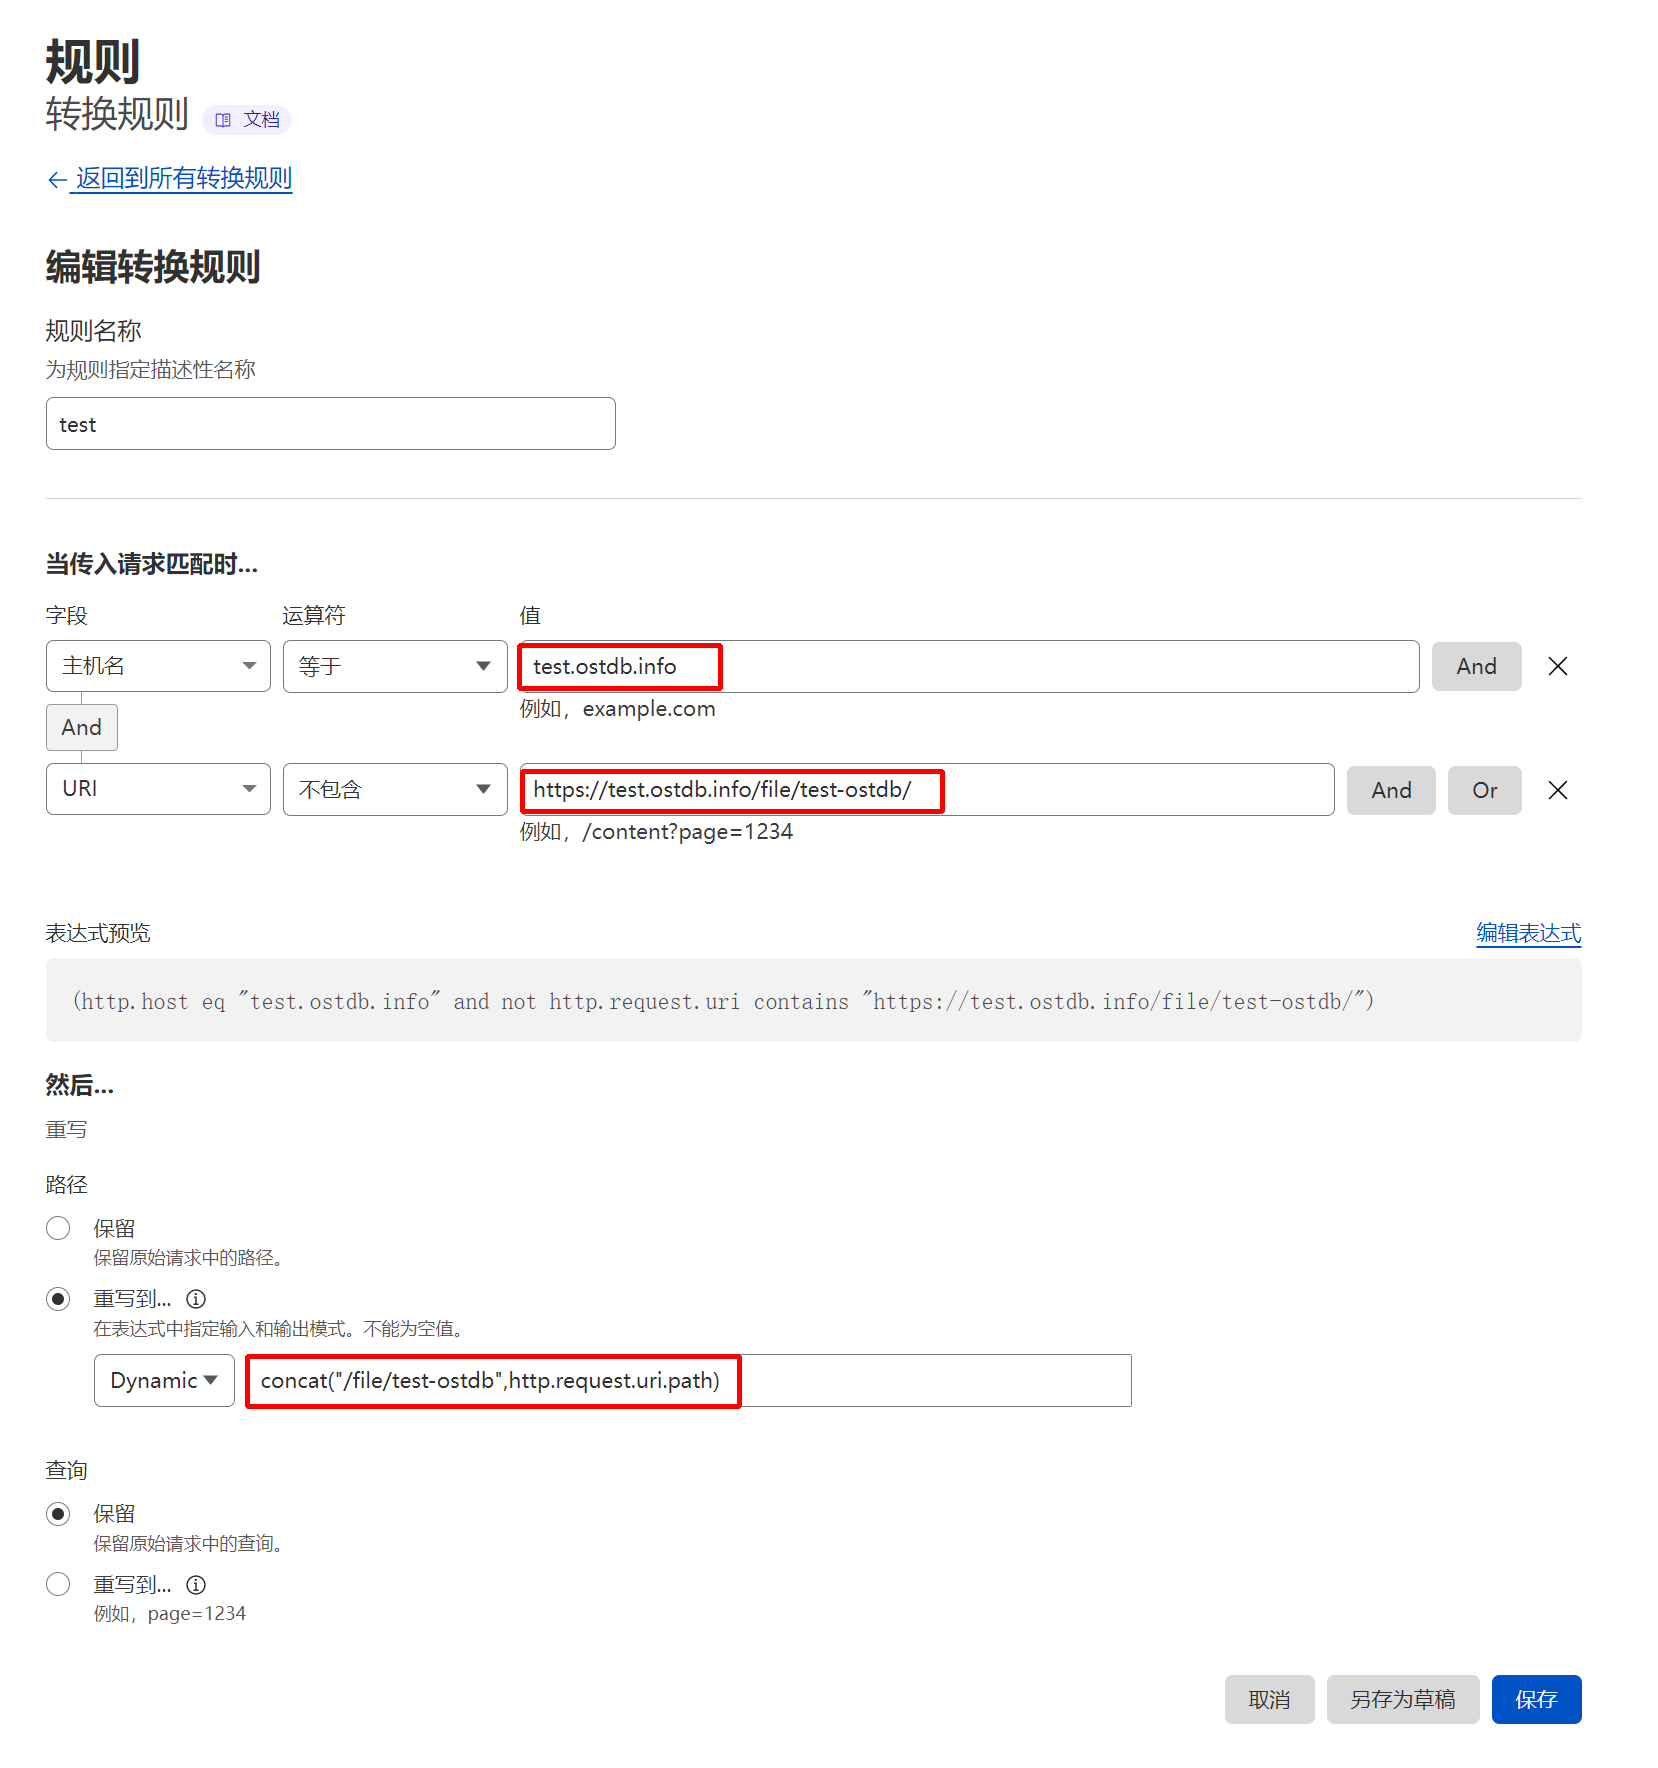 规则
转换规则 文档
← 返回到所有转换规则
编辑转换规则
规则名称
为规则指定描述性名称
test
当传入请求匹配时...
字段 运算符 值
主机名 等于 test.ostdb.info And
例如，example.com
And
URI 不包含 https://test.ostdb.info/file/test-ostdb/ And Or
例如，/content?page=1234
表达式预览 编辑表达式
(http.host eq "test.ostdb.info" and not http.request.uri contains "https://test.ostdb.info/file/test-ostdb/")
然后...
重写
路径
保留
保留原始请求中的路径。
重写到...
在表达式中指定输入和输出模式。不能为空值。
Dynamic concat("/file/test-ostdb",http.request.uri.path)
查询
保留
保留原始请求中的查询。
重写到...
例如，page=1234
取消 另存为草稿 保存